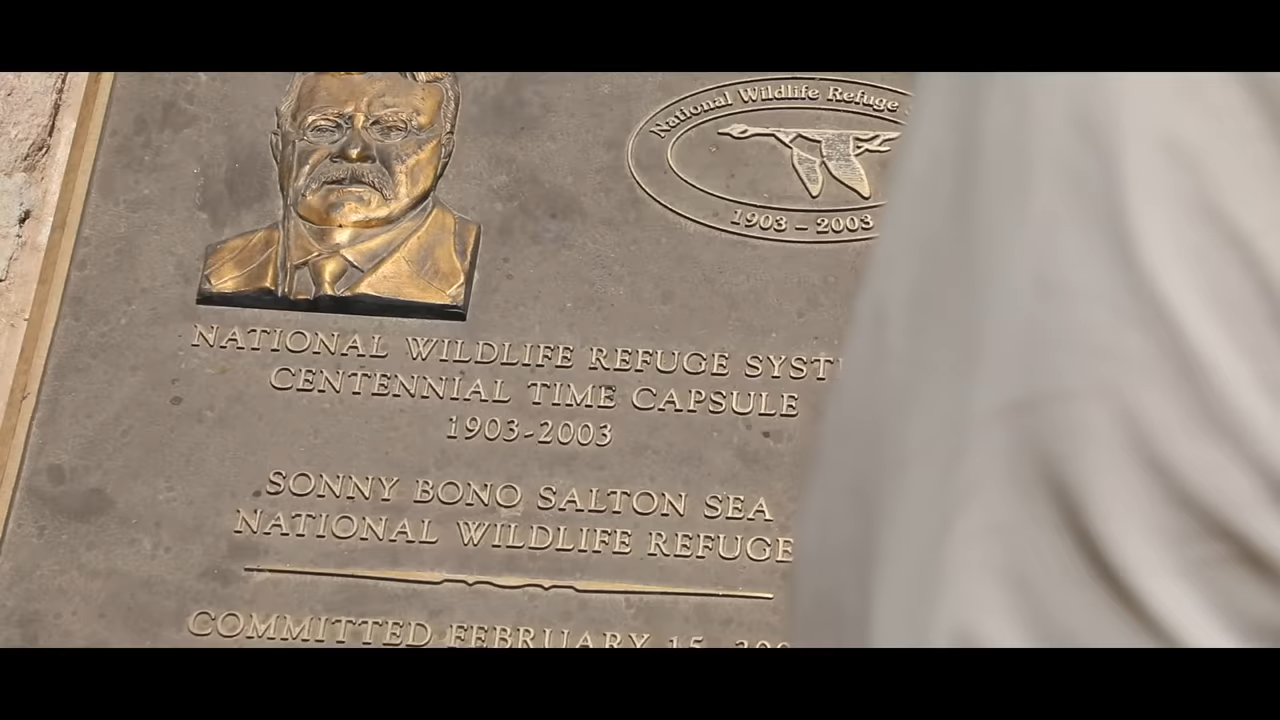 National Wildlife Refuge
1903 – 2003
NATIONAL WILDLIFE REFUGE
CENTENNIAL TIME CAPSULE
1903-2003
SONNY BONO SALTON SEA
NATIONAL WILDLIFE REFUGE
COMMITTED FEBRUARY 15,